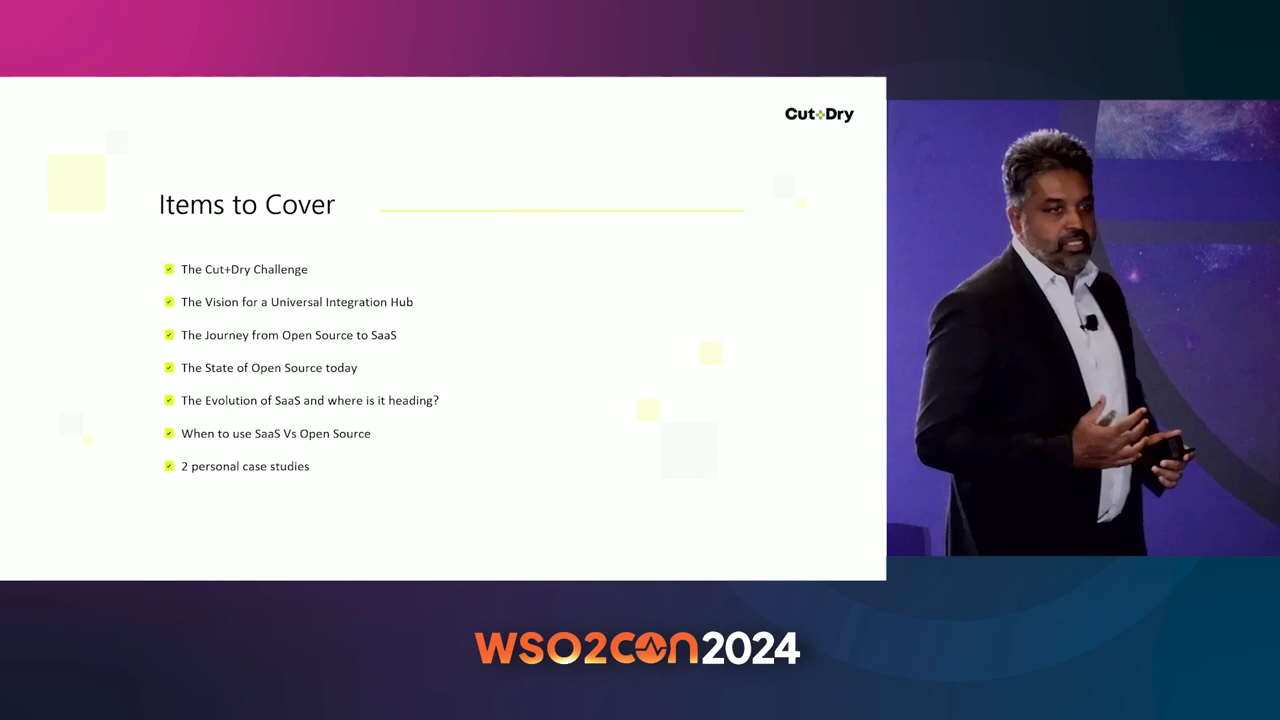 Cut+Dry
Items to Cover
The Cut+Dry Challenge
The Vision for a Universal Integration Hub
The Journey from Open Source to SaaS
The State of Open Source today
The Evolution of SaaS and where is it heading?
When to use SaaS Vs Open Source
2 personal case studies
WSO2CON2024